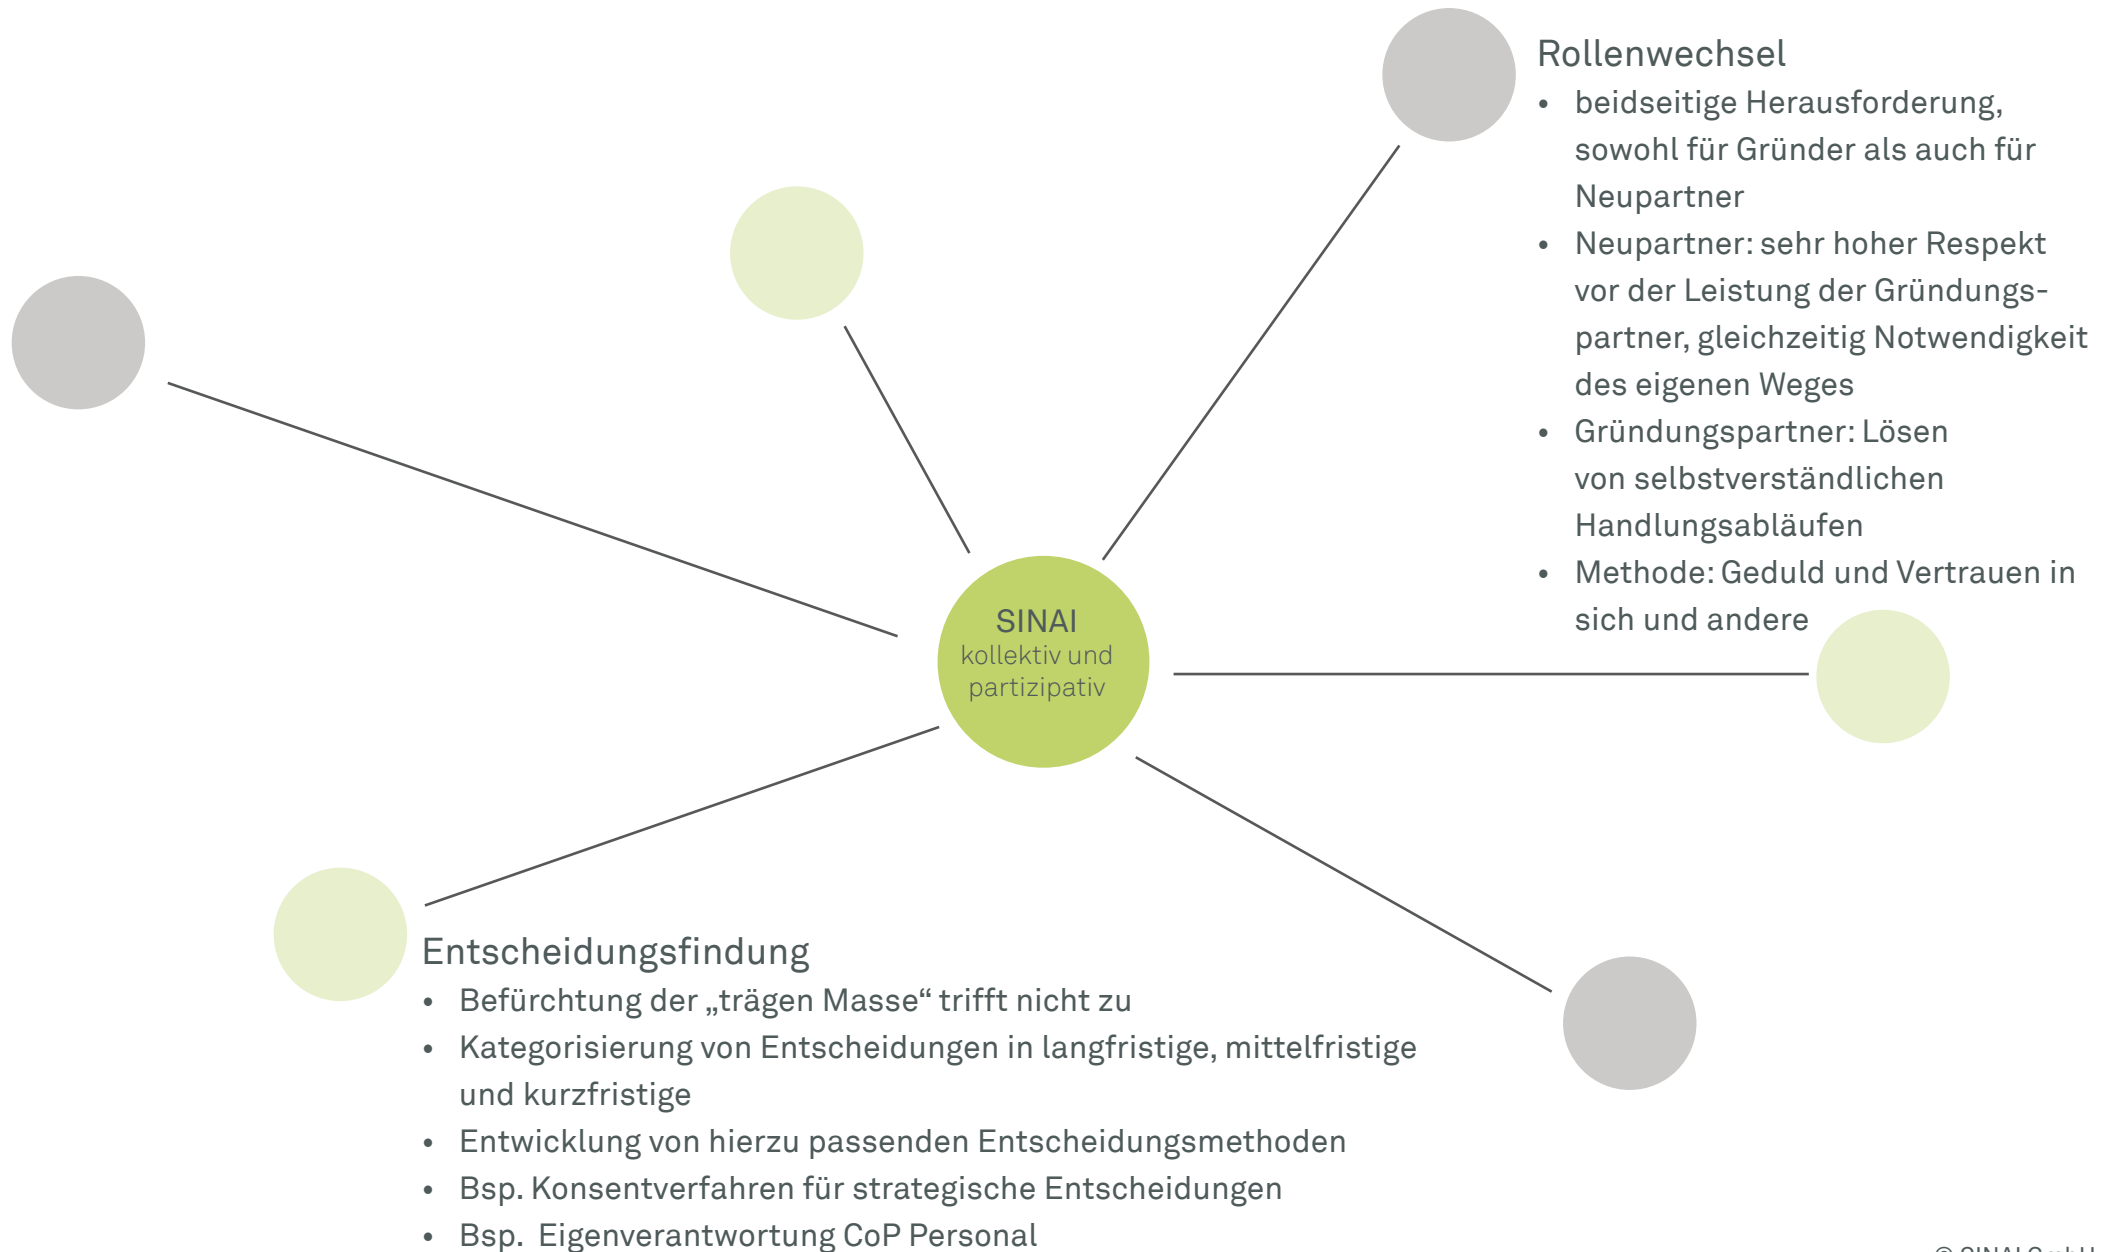 Rollenwechsel
• beidseitige Herausforderung,
sowohl für Gründer als auch für
Neupartner
• Neupartner: sehr hoher Respekt
vor der Leistung der Gründungs-
partner, gleichzeitig Notwendigkeit
des eigenen Weges
• Gründungspartner: Lösen
von selbstverständlichen
Handlungsabläufen
• Methode: Geduld und Vertrauen in
sich und andere
SINAI
kollektiv und
partizipativ
Entscheidungsfindung
• Befürchtung der „trägen Masse“ trifft nicht zu
• Kategorisierung von Entscheidungen in langfristige, mittelfristige
und kurzfristige
• Entwicklung von hierzu passenden Entscheidungsmethoden
• Bsp. Konsentverfahren für strategische Entscheidungen
• Bsp. Eigenverantwortung CoP Personal
© SINAI GmbH